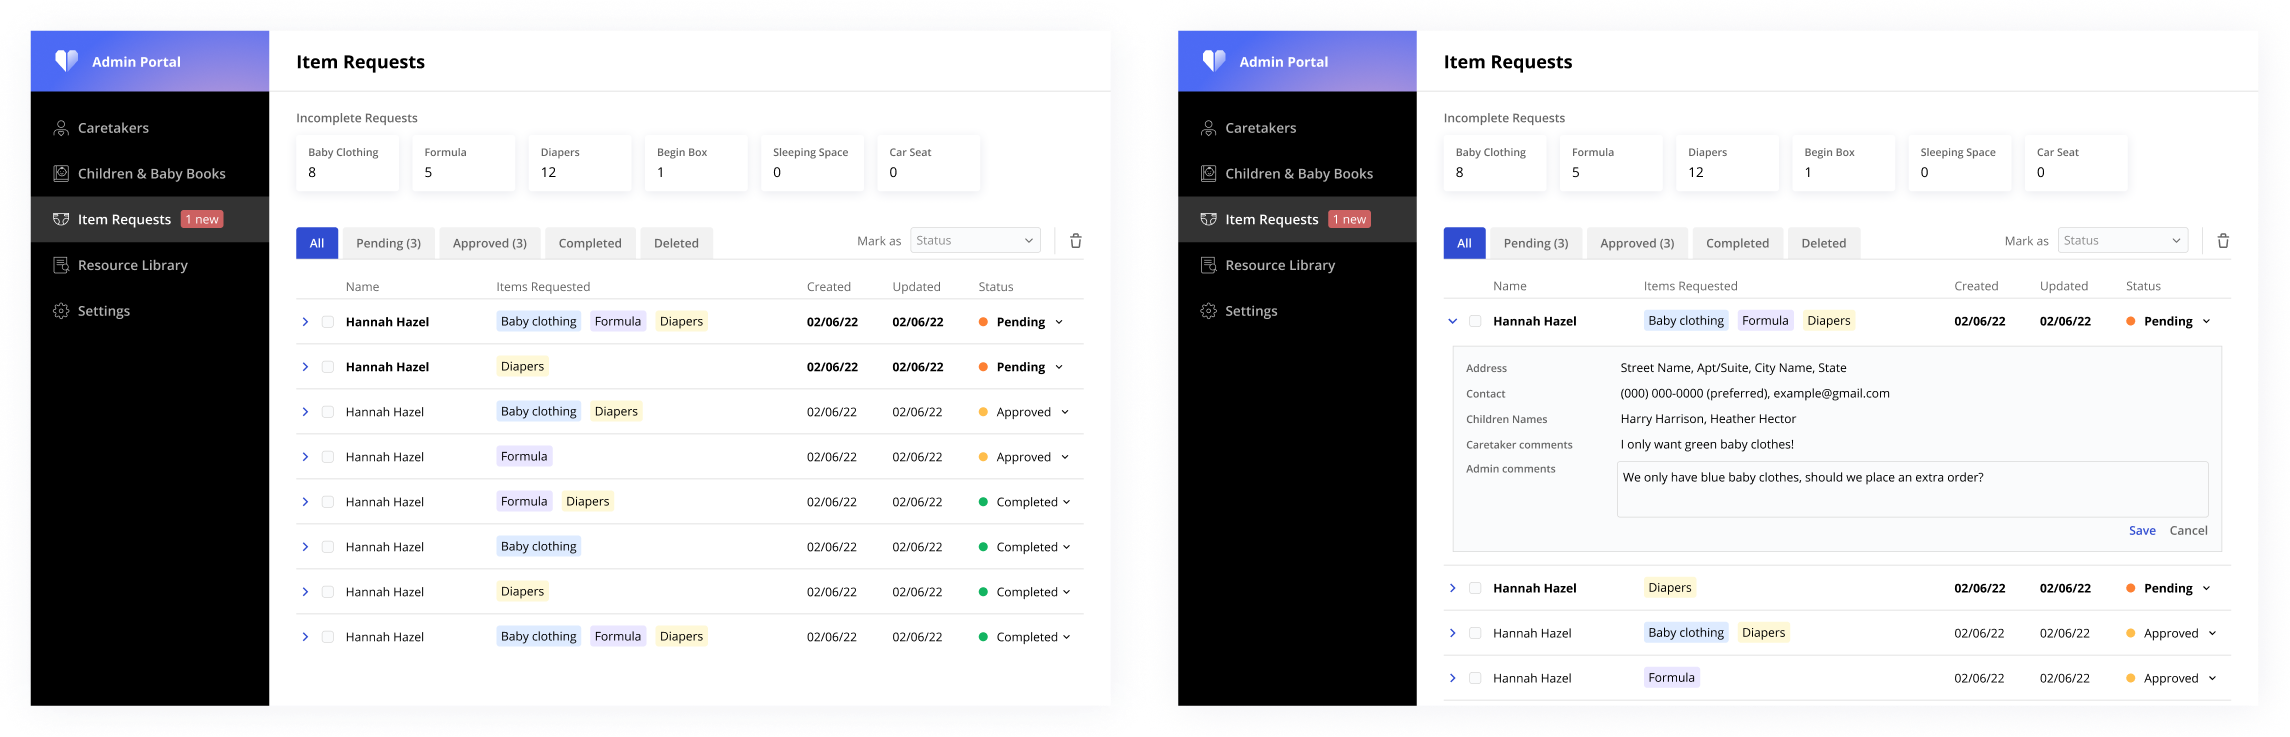 Admin Portal
Caretakers
Children & Baby Books
Item Requests 1 new
Resource Library
Settings
Item Requests
Incomplete Requests
Baby Clothing Formula Diapers Begin Box Sleeping Space Car Seat
8 5 12 1 0 0
All Pending (3) Approved (3) Completed Deleted Mark as Status
Name Items Requested Created Updated Status
Hannah Hazel Baby clothing Formula Diapers 02/06/22 02/06/22 Pending
Hannah Hazel Diapers 02/06/22 02/06/22 Pending
Hannah Hazel Baby clothing Diapers 02/06/22 02/06/22 Approved
Hannah Hazel Formula 02/06/22 02/06/22 Approved
Hannah Hazel Formula Diapers 02/06/22 02/06/22 Completed
Hannah Hazel Baby clothing 02/06/22 02/06/22 Completed
Hannah Hazel Diapers 02/06/22 02/06/22 Completed
Hannah Hazel Baby clothing Formula Diapers 02/06/22 02/06/22 Completed
Admin Portal
Caretakers
Children & Baby Books
Item Requests 1 new
Resource Library
Settings
Item Requests
Incomplete Requests
Baby Clothing Formula Diapers Begin Box Sleeping Space Car Seat
8 5 12 1 0 0
All Pending (3) Approved (3) Completed Deleted Mark as Status
Name Items Requested Created Updated Status
Hannah Hazel Baby clothing Formula Diapers 02/06/22 02/06/22 Pending
Address Street Name, Apt/Suite, City Name, State
Contact (000) 000-0000 (preferred), example@gmail.com
Children Names Harry Harrison, Heather Hector
Caretaker comments I only want green baby clothes!
Admin comments We only have blue baby clothes, should we place an extra order?
Save Cancel
Hannah Hazel Diapers 02/06/22 02/06/22 Pending
Hannah Hazel Baby clothing Diapers 02/06/22 02/06/22 Approved
Hannah Hazel Formula 02/06/22 02/06/22 Approved